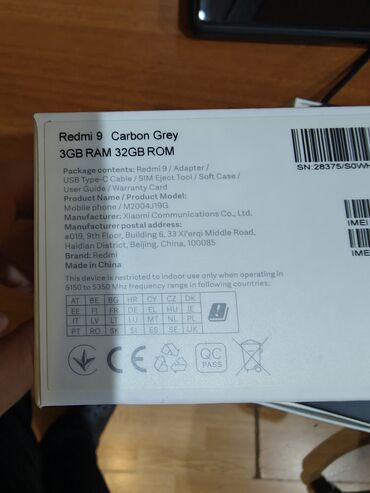 Redmi 9 Carbon Grey
3GB RAM 32GB ROM
Package contents: Redmi 9 / Adapter /
USB Type-C Cable / SIM Eject Tool / Soft Case /
User Guide / Warranty Card
Product Name / Product Model:
Mobile phone / M2004J19G
Manufacturer: Xiaomi Communications Co., Ltd.
Manufacturer postal address:
#019, 9th Floor, Building 6, 33 Xi'erqi Middle Road,
Haidian District, Beijing, China, 100085
Brand: Redmi
Made in China
This device is restricted to indoor use only when operating in
5150 to 5350 Mhz frequency range in following countries:
AT BE BG HR CY CZ DK
EE FI FR DE EL HU IE
IT LV LT LU MT NL PL
PT RO SK SI ES SE UK
CE
QC
PASS
SN:28375/S0WH
IMEI
IMEI